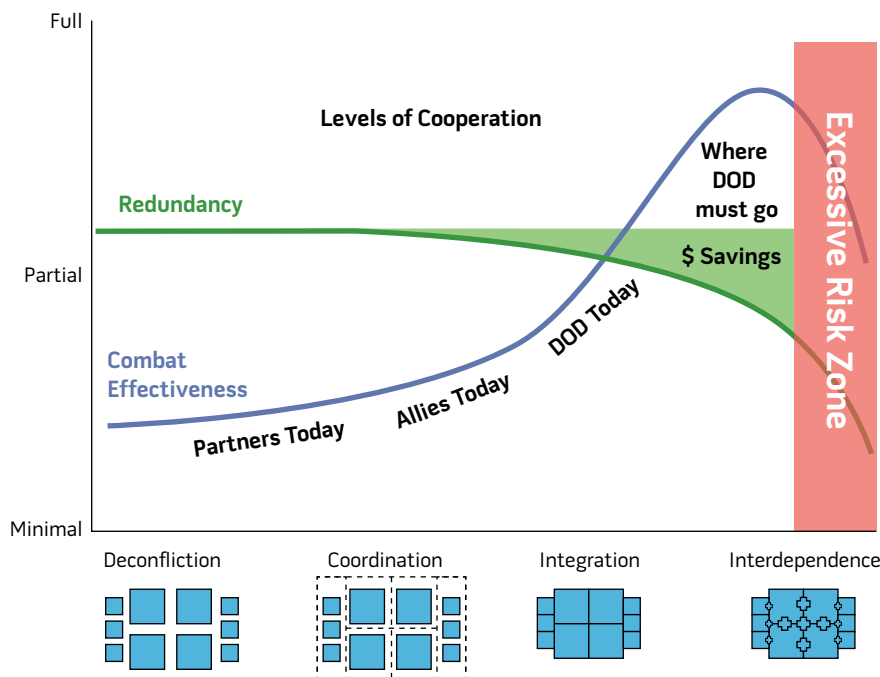 Full
Levels of Cooperation
Where
DOD
must go
Redundancy
$ Savings
Partial
DOD Today
Combat
Effectiveness
Allies Today
Partners Today
Excessive Risk Zone
Minimal
Deconfliction
Coordination
Integration
Interdependence